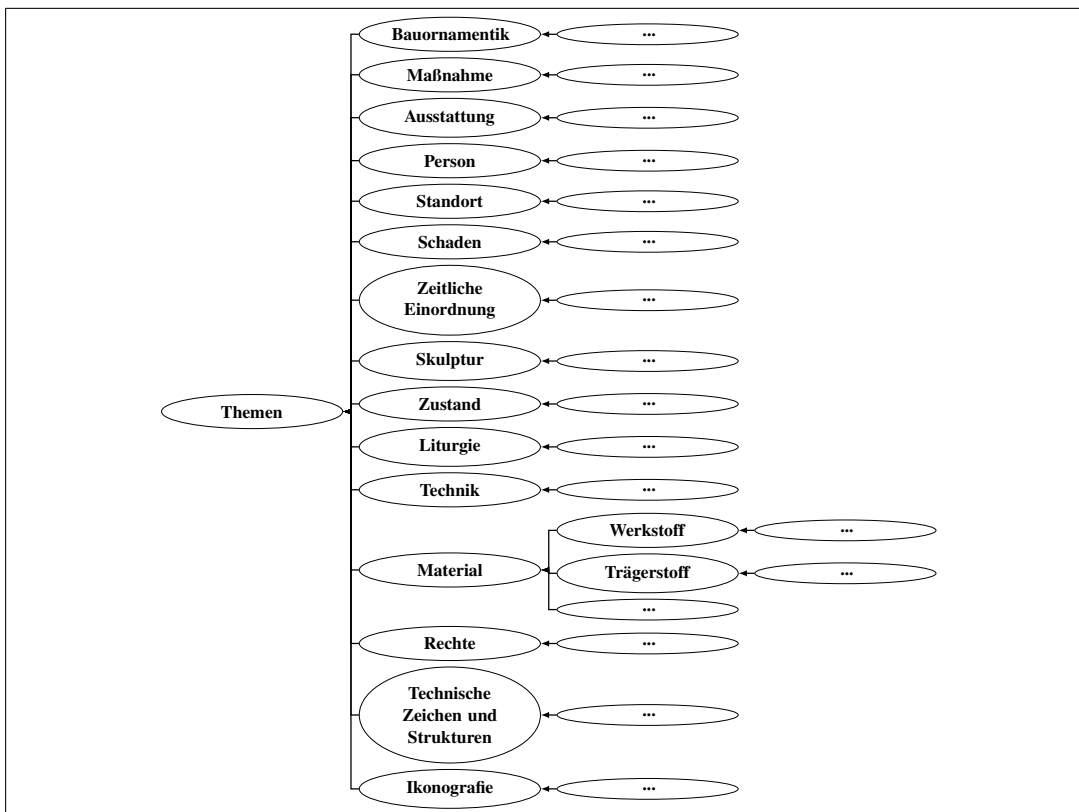 Bauornamentik ...
Maßnahme ...
Ausstattung ...
Person ...
Standort ...
Schaden ...
Zeitliche
Einordnung ...
Skulptur ...
Themen
Zustand ...
Liturgie ...
Technik ...
Werkstoff ...
Material
Trägerstoff ...
...
Rechte ...
Technische
Zeichen und
Strukturen ...
Ikonografie ...